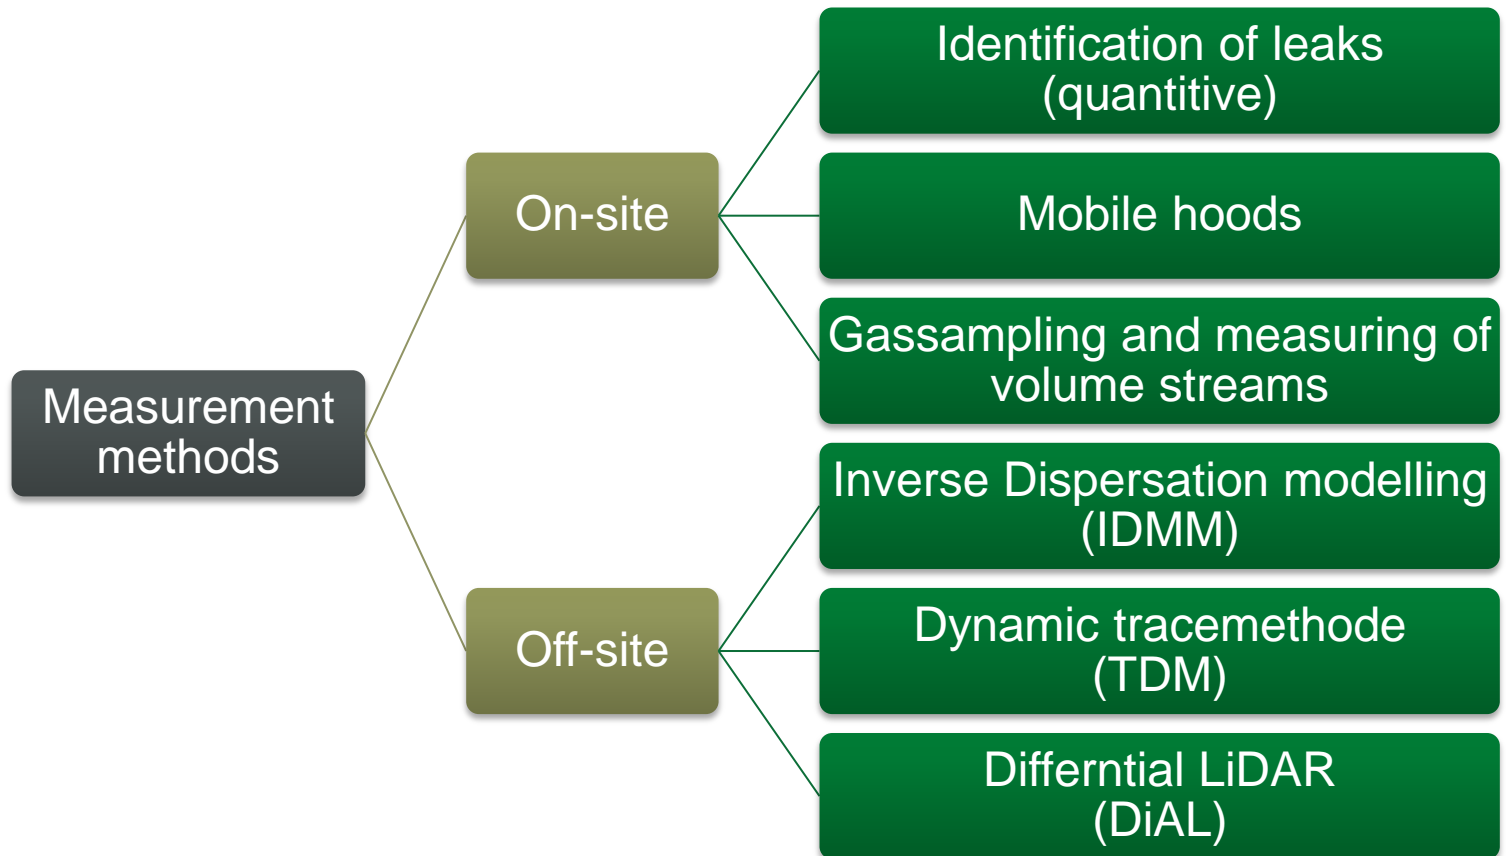 Measurement
methods
On-site
Identification of leaks
(quantitive)
Mobile hoods
Gassampling and measuring of
volume streams
Off-site
Inverse Dispersation modelling
(IDMM)
Dynamic tracemethode
(TDM)
Differntial LiDAR
(DiAL)